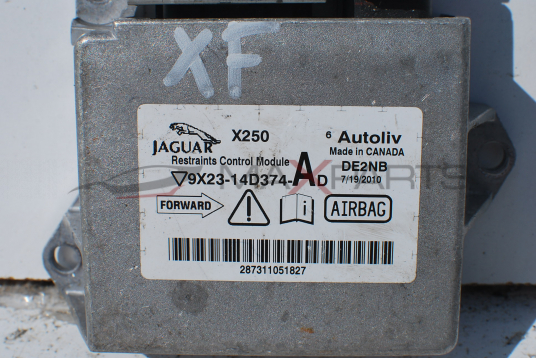 XF
JAGUAR X250 6 Autoliv
Restraints Control Module Made in CANADA
DE2NB
9X23-14D374-AD 7/19/2010
FORWARD AIRBAG
287311051827